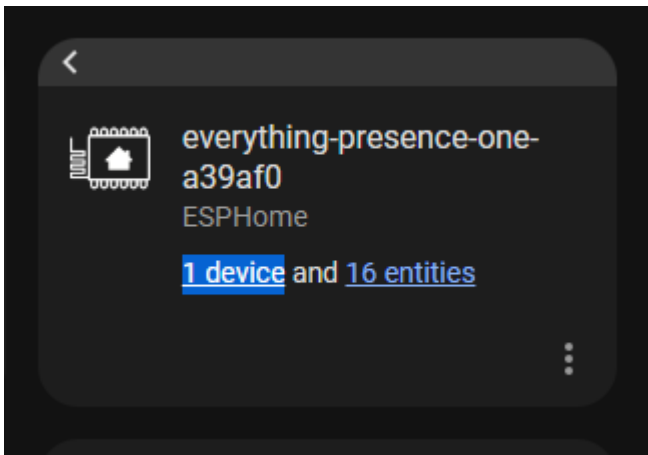 everything-presence-one-
a39af0
ESPHome
1 device and 16 entities